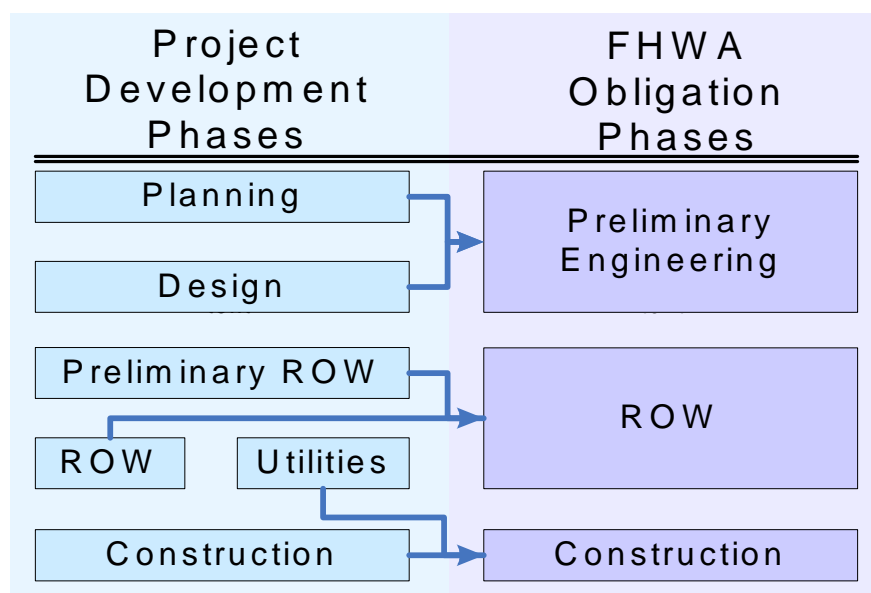 Project
Development
Phases
FHWA
Obligation
Phases
Planning
Design
Preliminary
Engineering
Preliminary ROW
ROW
Utilities
ROW
Construction
Construction